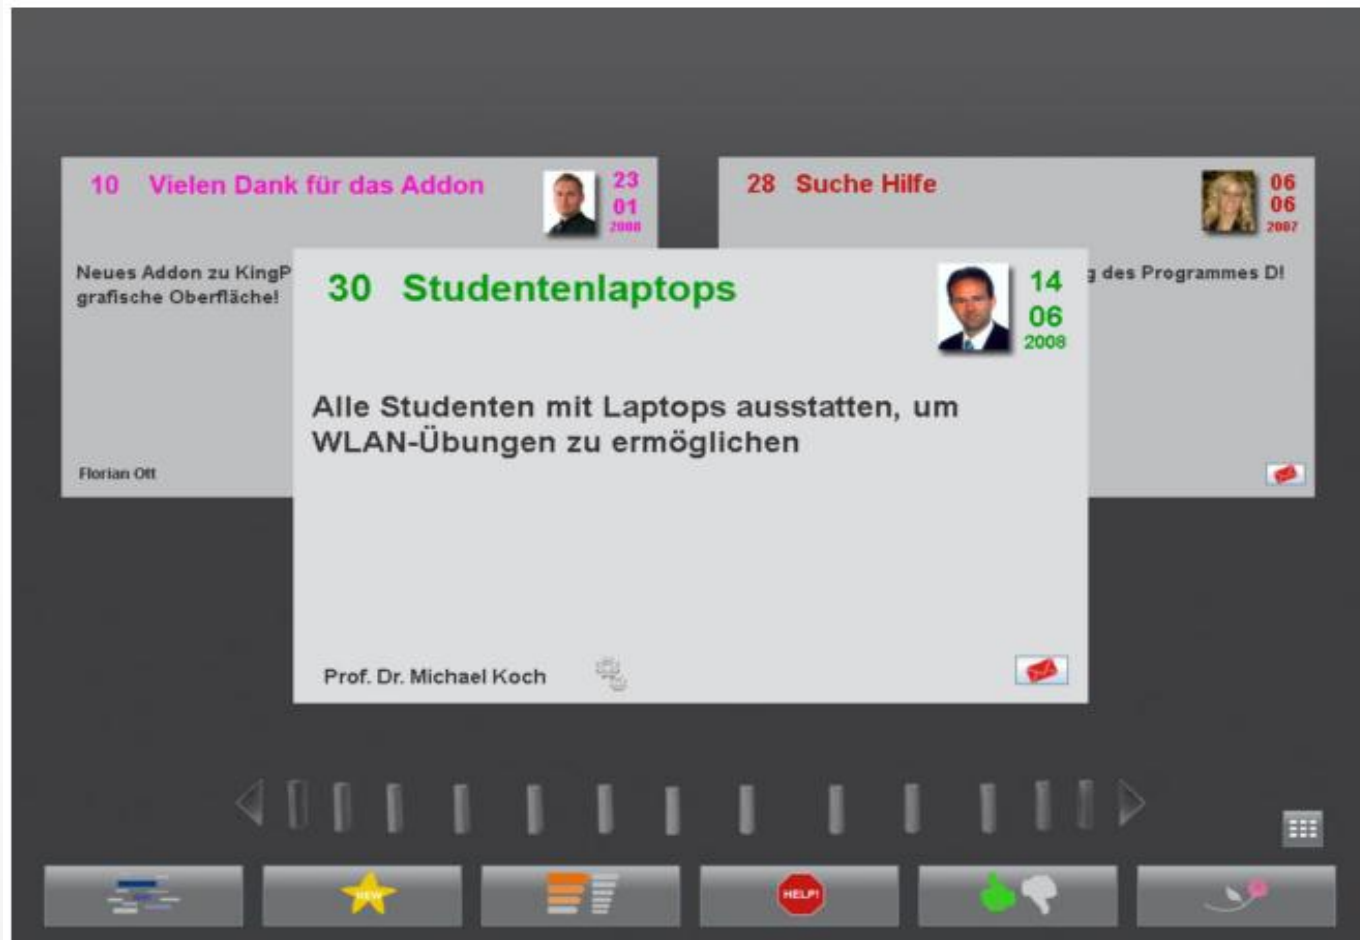 10 Vielen Dank für das Addon
23
01
2008
Neues Addon zu KingP
grafische Oberfläche!
Florian Ott
28 Suche Hilfe
06
06
2007
g des Programmes D!
30 Studentenlaptops
14
06
2008
Alle Studenten mit Laptops ausstatten, um
WLAN-Übungen zu ermöglichen
Prof. Dr. Michael Koch
NEW
HELP!